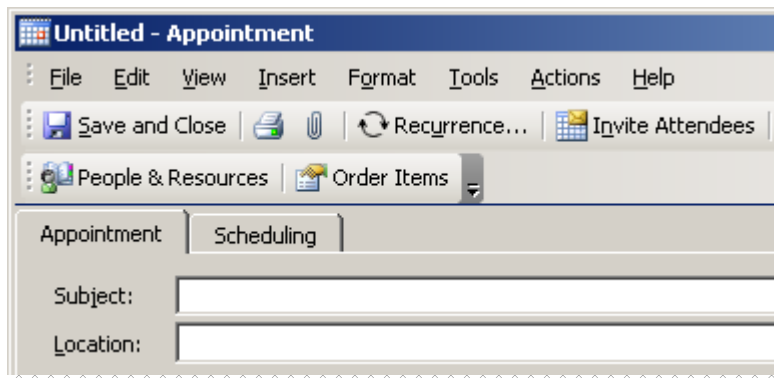 Untitled - Appointment
File Edit View Insert Format Tools Actions Help
Save and Close Recurrence... Invite Attendees
People & Resources Order Items
Appointment Scheduling
Subject:
Location: